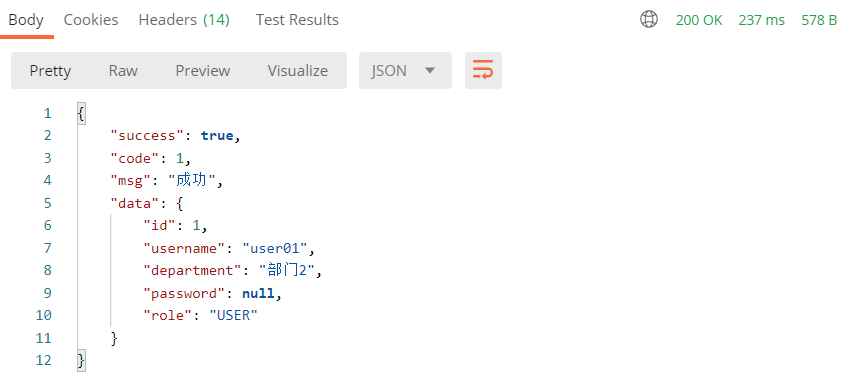 Body Cookies Headers (14) Test Results 200 OK 237 ms 578 B
Pretty Raw Preview Visualize JSON
1 {
2 "success": true,
3 "code": 1,
4 "msg": "成功",
5 "data": {
6 "id": 1,
7 "username": "user01",
8 "department": "部门2",
9 "password": null,
10 "role": "USER"
11 }
12 }